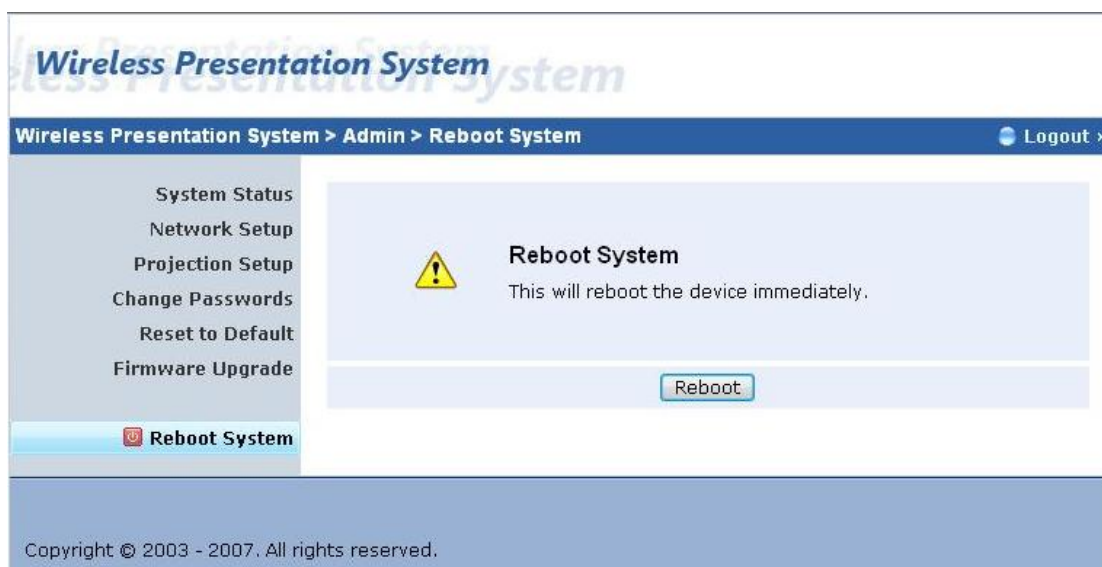 Wireless Presentation System
Wireless Presentation System > Admin > Reboot System
Logout »
System Status
Network Setup
Projection Setup
Change Passwords
Reset to Default
Firmware Upgrade
Reboot System
Reboot System
This will reboot the device immediately.
Reboot
Copyright © 2003 - 2007. All rights reserved.